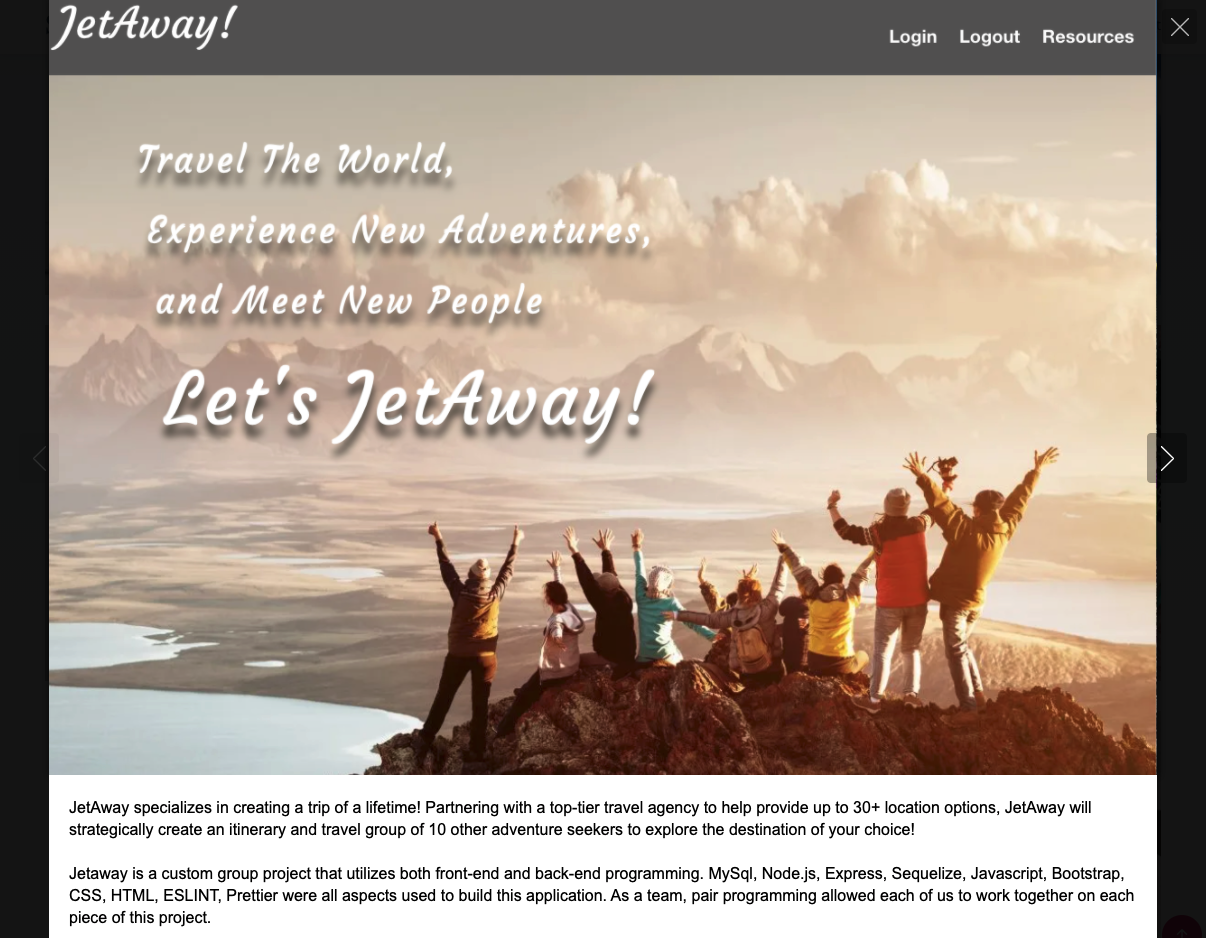 JetAway!
Login Logout Resources
Travel The World,
Experience New Adventures,
and Meet New People
Let's JetAway!
JetAway specializes in creating a trip of a lifetime! Partnering with a top-tier travel agency to help provide up to 30+ location options, JetAway will
strategically create an itinerary and travel group of 10 other adventure seekers to explore the destination of your choice!
Jetaway is a custom group project that utilizes both front-end and back-end programming. MySql, Node.js, Express, Sequelize, Javascript, Bootstrap,
CSS, HTML, ESLINT, Prettier were all aspects used to build this application. As a team, pair programming allowed each of us to work together on each
piece of this project.